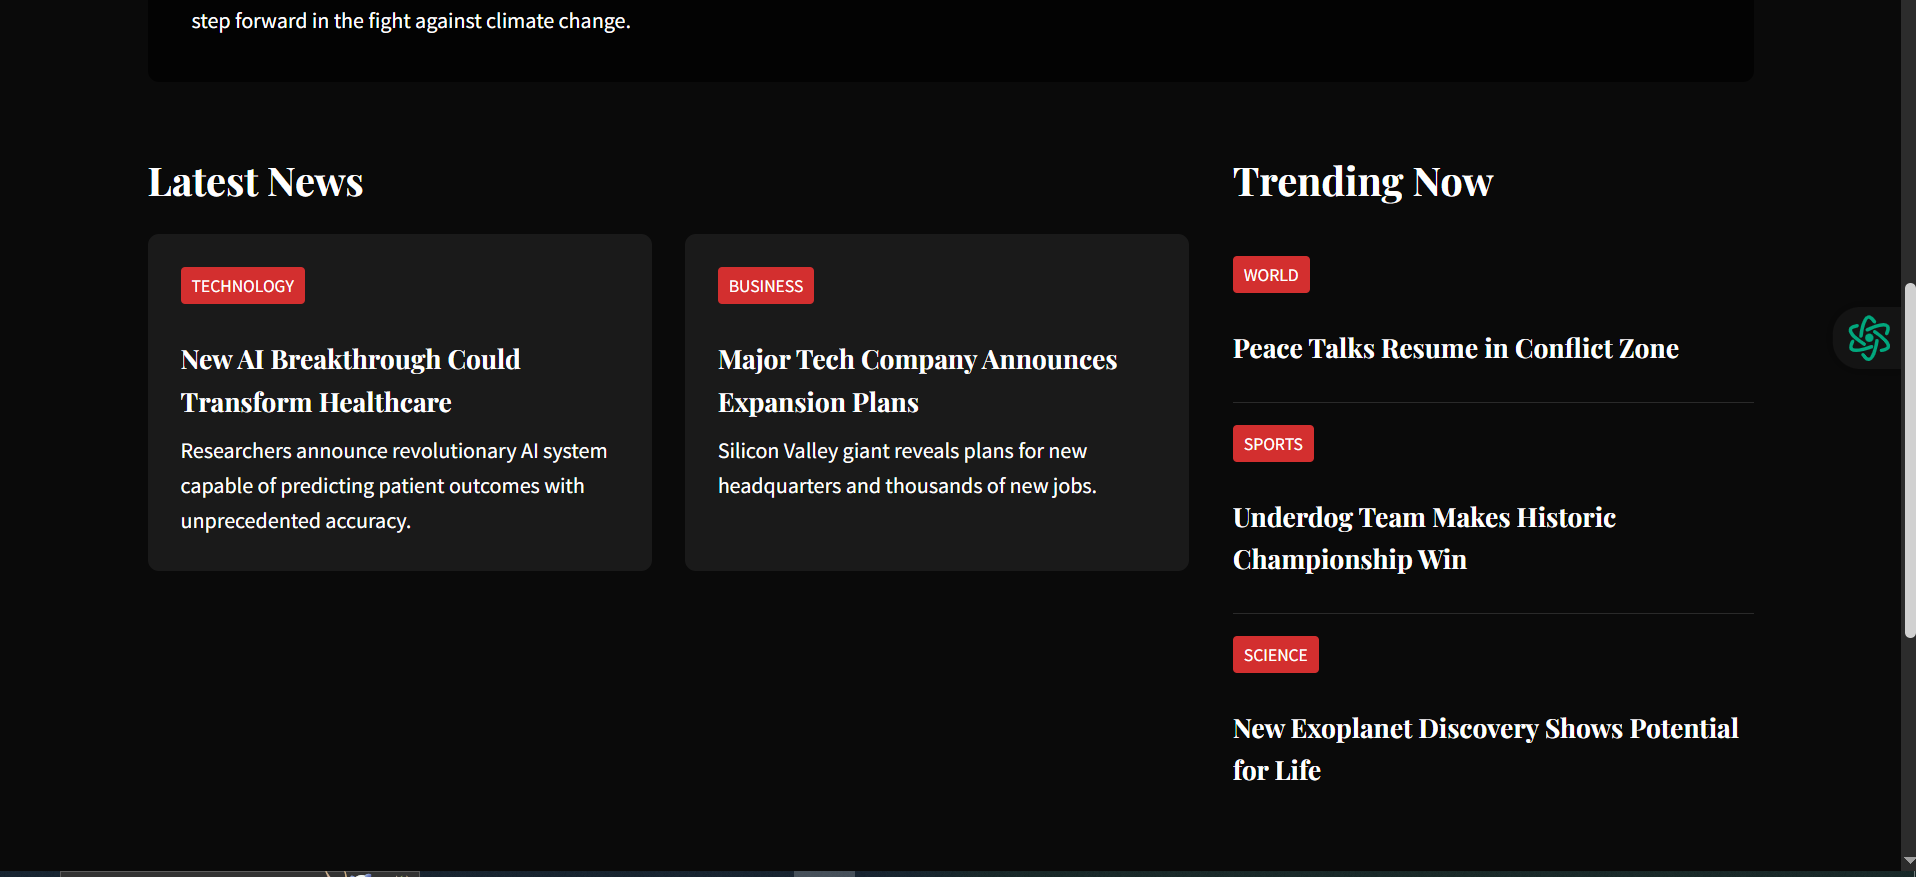 step forward in the fight against climate change.
Latest News
TECHNOLOGY
New AI Breakthrough Could
Transform Healthcare
Researchers announce revolutionary AI system
capable of predicting patient outcomes with
unprecedented accuracy.
BUSINESS
Major Tech Company Announces
Expansion Plans
Silicon Valley giant reveals plans for new
headquarters and thousands of new jobs.
Trending Now
WORLD
Peace Talks Resume in Conflict Zone
SPORTS
Underdog Team Makes Historic
Championship Win
SCIENCE
New Exoplanet Discovery Shows Potential
for Life